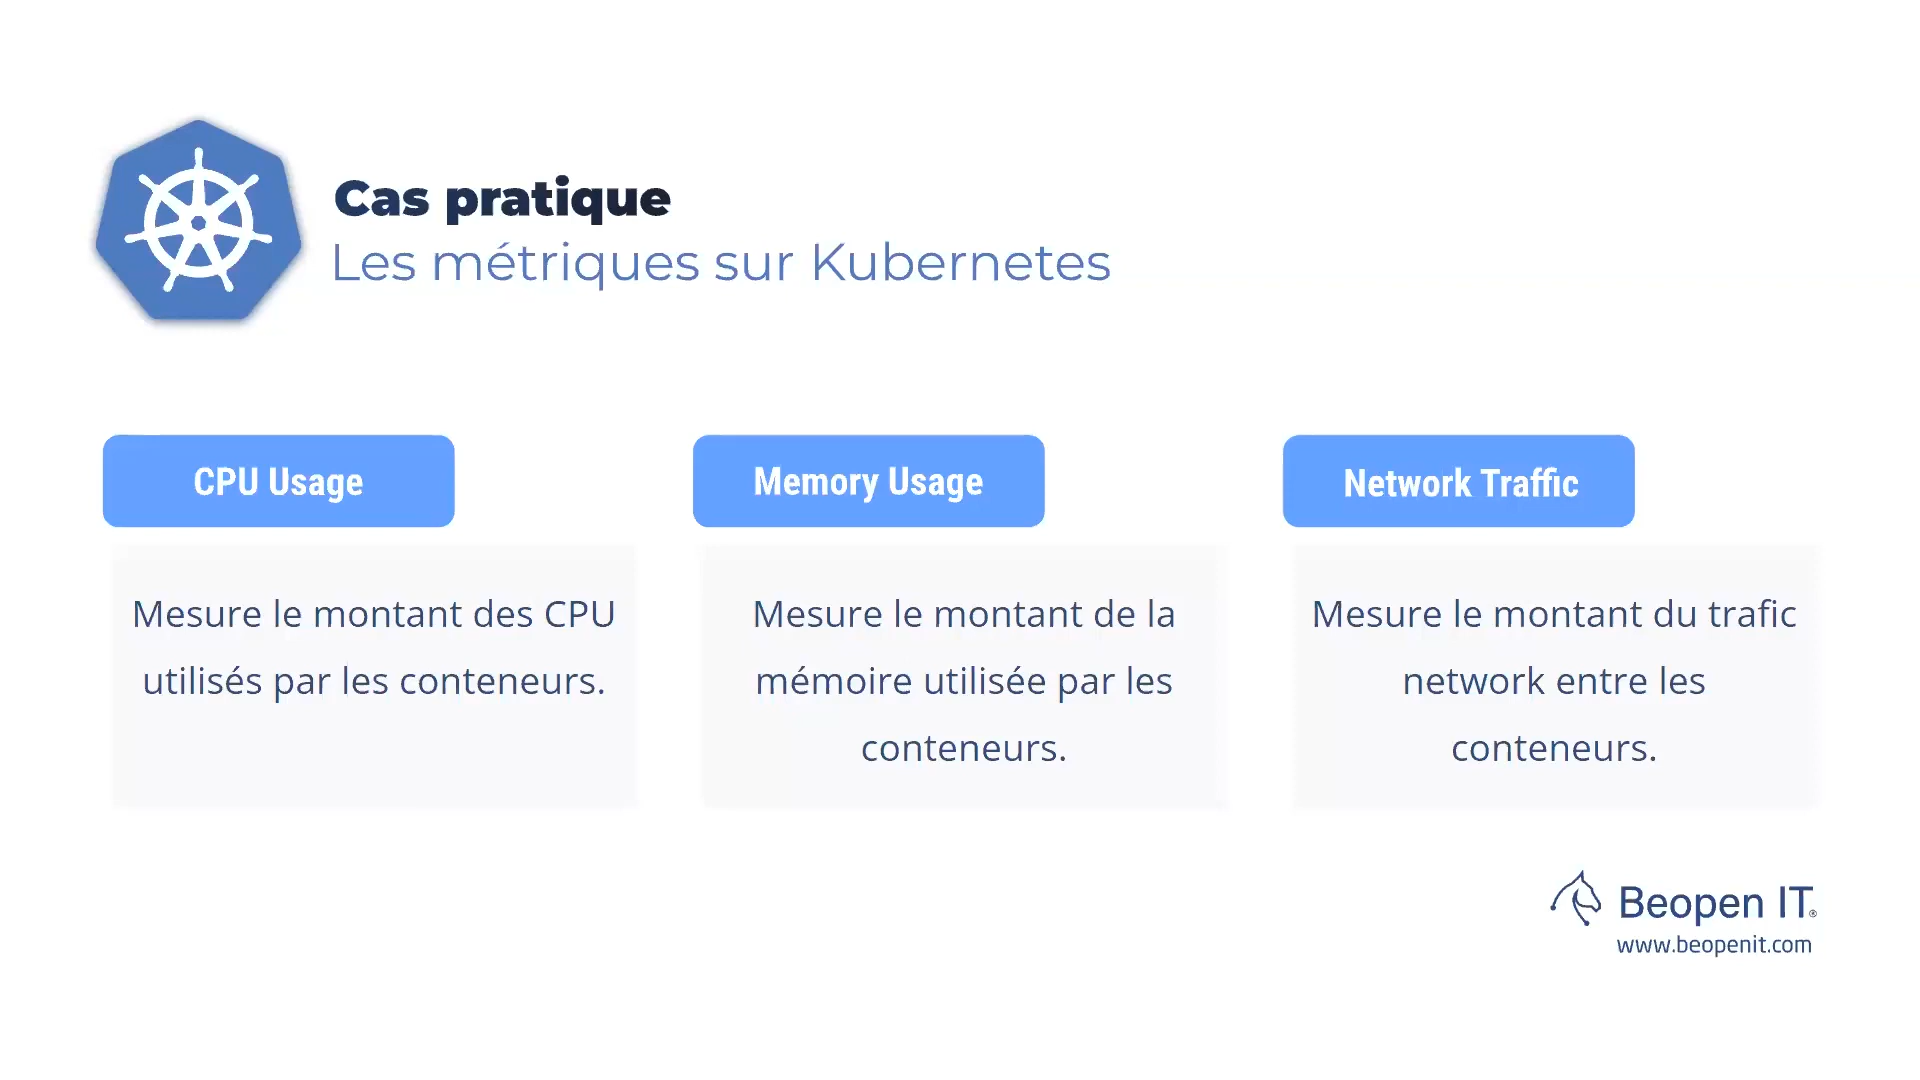 Cas pratique
Les métriques sur Kubernetes
CPU Usage
Mesure le montant des CPU
utilisés par les conteneurs.
Memory Usage
Mesure le montant de la
mémoire utilisée par les
conteneurs.
Network Traffic
Mesure le montant du trafic
network entre les
conteneurs.
Beopen IT®
www.beopenit.com